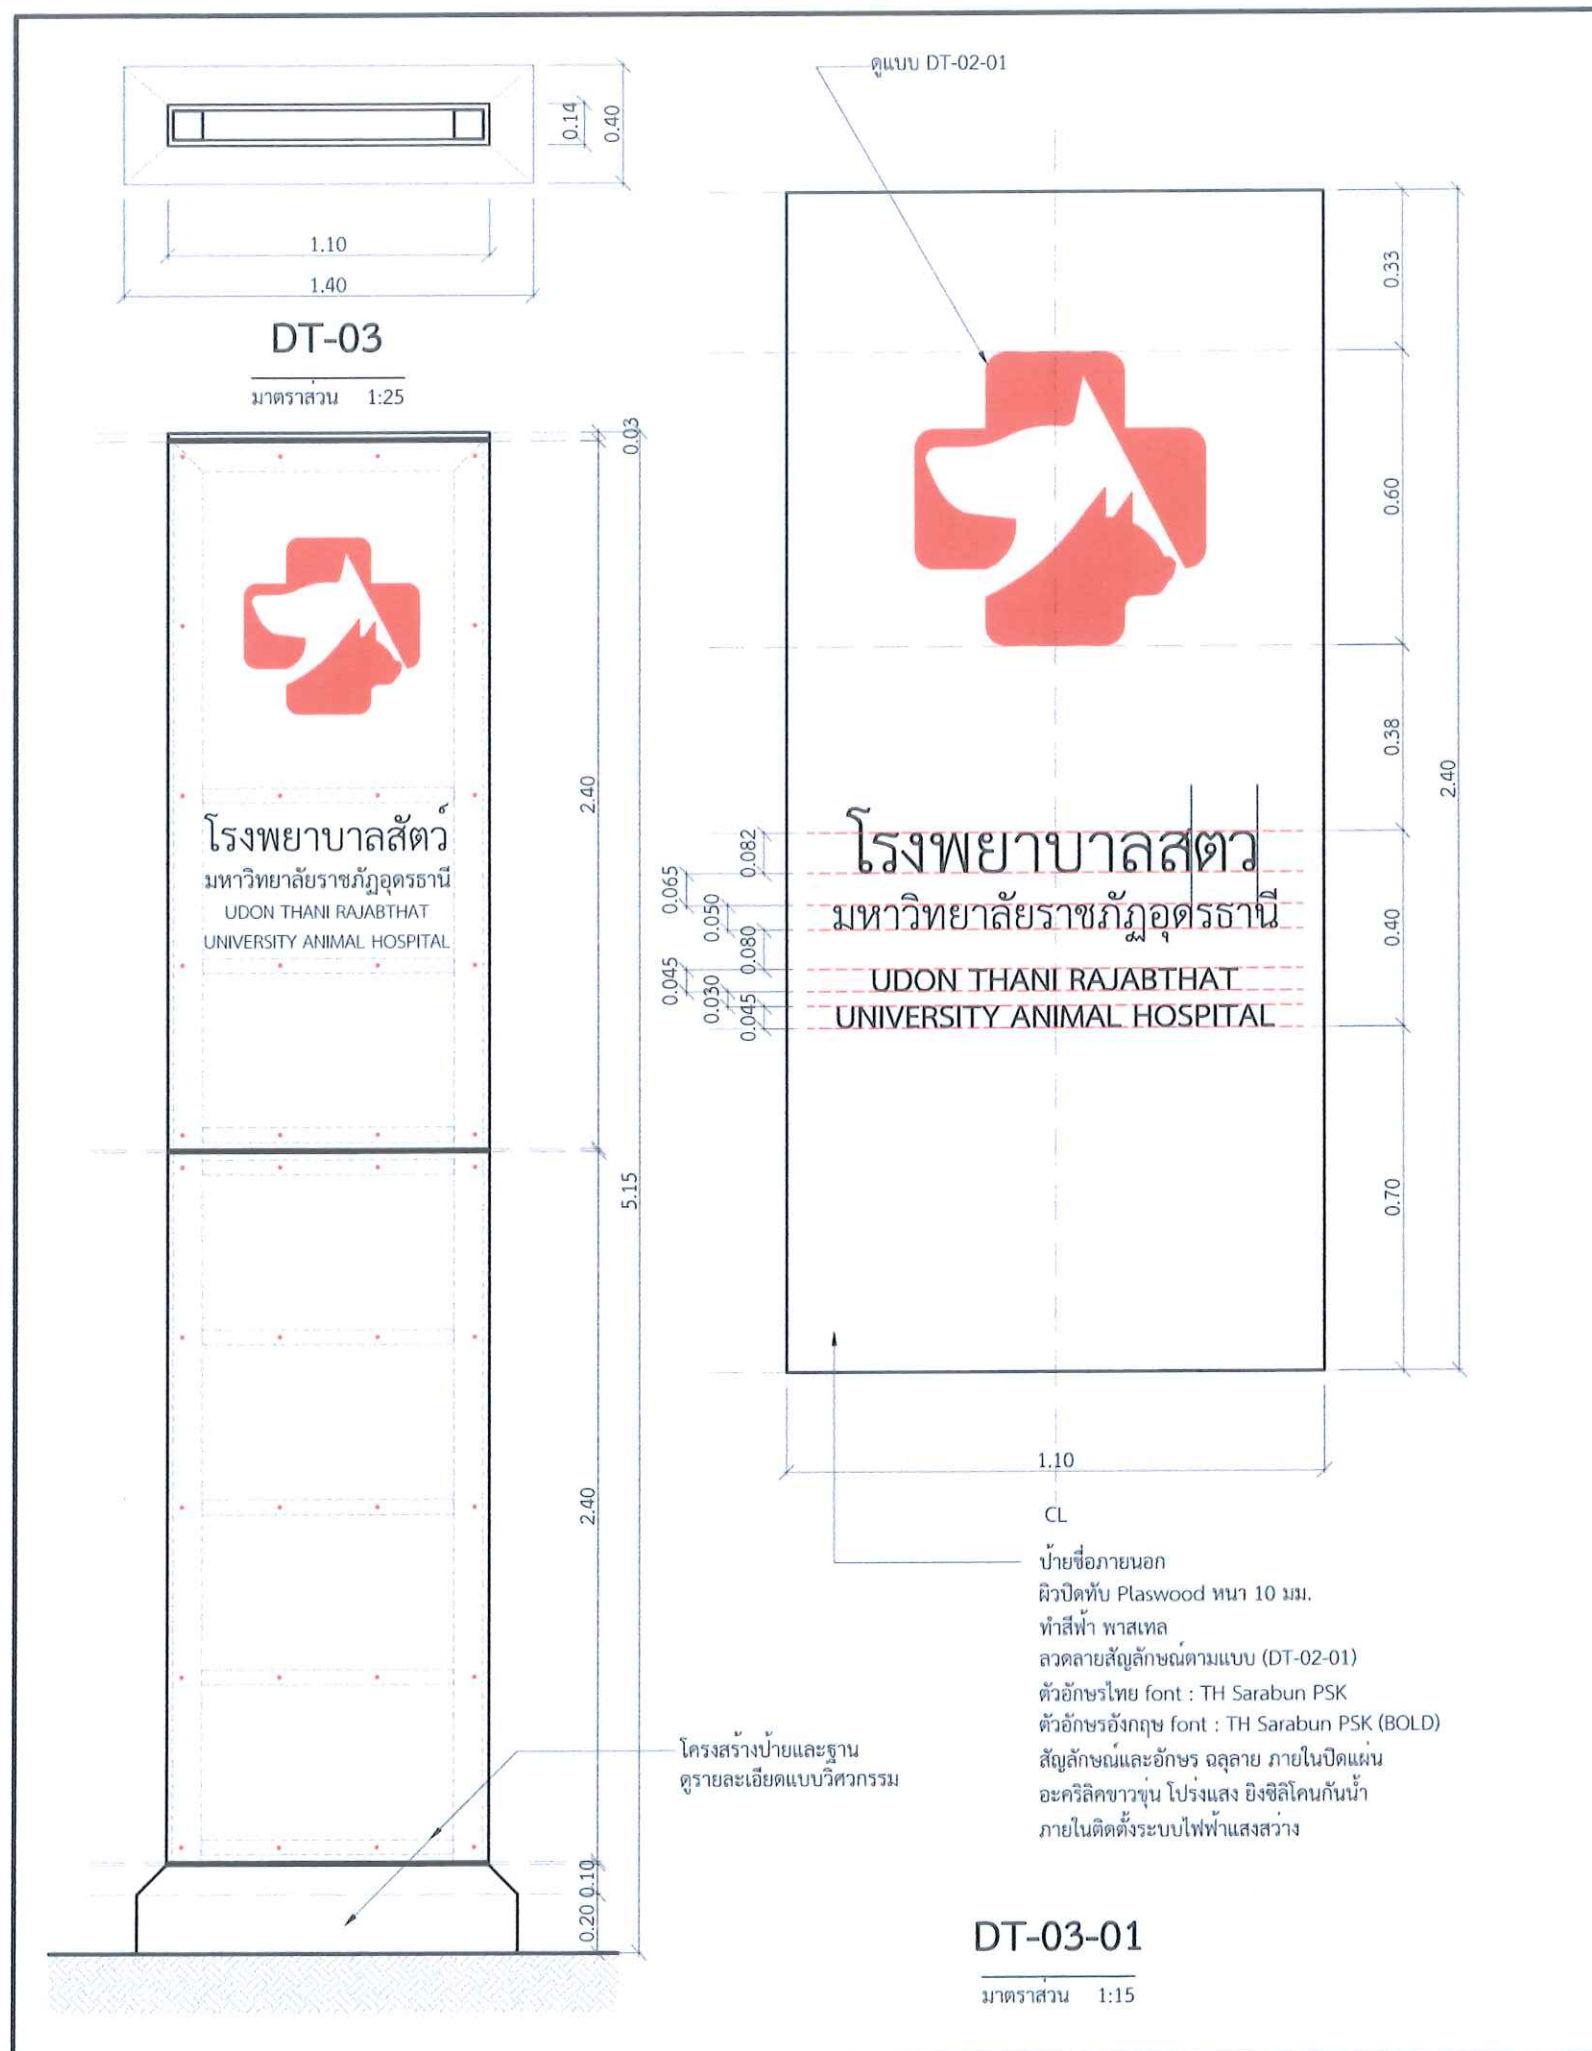 ดูแบบ DT-02-01
0.14
0.40
1.10
1.40
DT-03
มาตราส่วน 1:25
0.03
2.40
5.15
2.40
0.10
0.20
โรงพยาบาลสัตว์
มหาวิทยาลัยราชภัฏอุดรธานี
UDON THANI RAJABTHAT
UNIVERSITY ANIMAL HOSPITAL
โครงสร้างป้ายและฐาน
ดูรายละเอียดแบบวิศวกรรม
0.33
0.60
0.38
2.40
0.40
0.70
0.082
0.065
0.050
0.080
0.045
0.030
0.045
โรงพยาบาลสตว
มหาวิทยาลัยราชภัฏอุดรธานี
UDON THANI RAJABTHAT
UNIVERSITY ANIMAL HOSPITAL
1.10
CL
ป้ายชื่อภายนอก
ผิวปิดทับ Plaswood หนา 10 มม.
ทำสีฟ้า พาสเทล
ลวดลายสัญลักษณ์ตามแบบ (DT-02-01)
ตัวอักษรไทย font : TH Sarabun PSK
ตัวอักษรอังกฤษ font : TH Sarabun PSK (BOLD)
สัญลักษณ์และอักษร ฉลุลาย ภายในปิดแผ่น
อะคริลิคขาวขุ่น โปร่งแสง ยิงซิลิโคนกันน้ำ
ภายในติดตั้งระบบไฟฟ้าแสงสว่าง
DT-03-01
มาตราส่วน 1:15